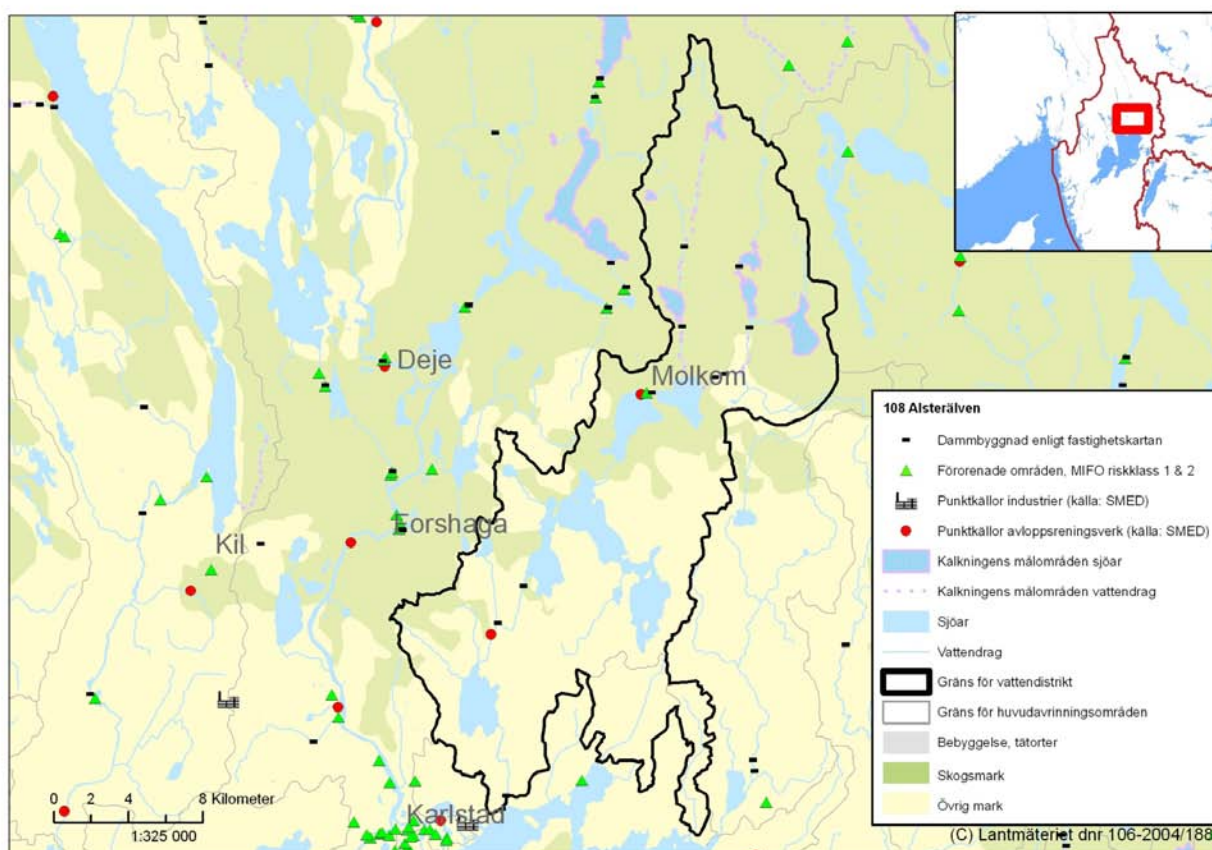 Deje
Molkom
Forshaga
Kil
Karlstad
0 2 4 8 Kilometer
1:325 000
108 Alsterälven
Dammbyggnad enligt fastighetskartan
Förorenade områden, MIFO riskklass 1 & 2
Punktkällor industrier (källa: SMED)
Punktkällor avloppsreningsverk (källa: SMED)
Kalkningens målområden sjöar
Kalkningens målområden vattendrag
Sjöar
Vattendrag
Gräns för vattendistrikt
Gräns för huvudavrinningsområden
Bebyggelse, tätorter
Skogsmark
Övrig mark
(C) Lantmäteriet dnr 106-2004/188